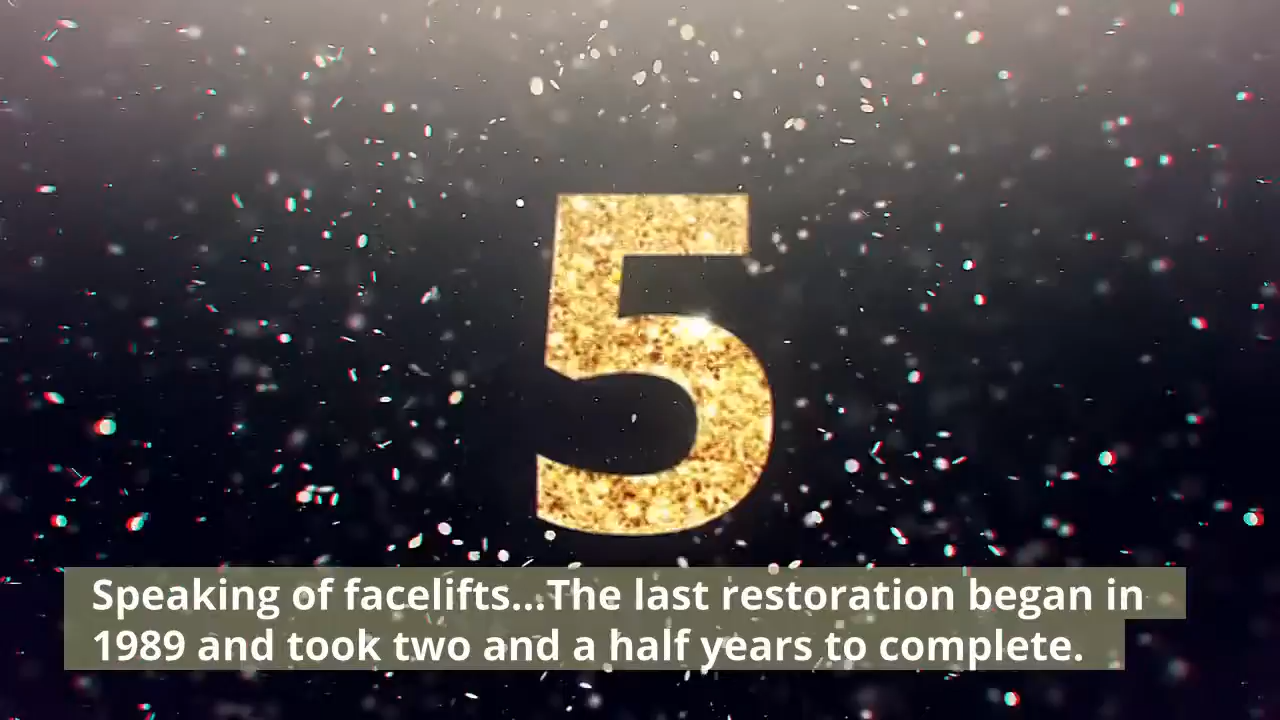 5
Speaking of facelifts...The last restoration began in
1989 and took two and a half years to complete.